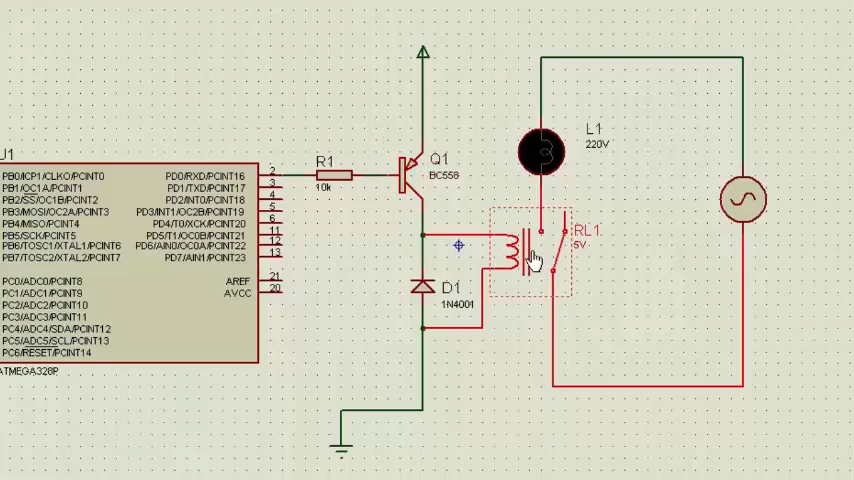 U1
PB0/ICP1/CLKO/PCINT0
PB1/OC1A/PCINT1
PB2/SS/OC1B/PCINT2
PB3/MOSI/OC2A/PCINT3
PB4/MISO/PCINT4
PB5/SCK/PCINT5
PB6/TOSC1/XTAL1/PCINT6
PB7/TOSC2/XTAL2/PCINT7
PC0/ADC0/PCINT8
PC1/ADC1/PCINT9
PC2/ADC2/PCINT10
PC3/ADC3/PCINT11
PC4/ADC4/SDA/PCINT12
PC5/ADC5/SCL/PCINT13
PC6/RESET/PCINT14
ATMEGA328P
PD0/RXD/PCINT16 2
PD1/TXD/PCINT17 3
PD2/INT0/PCINT18 4
PD3/INT1/OC2B/PCINT19 5
PD4/T0/XCK/PCINT20 6
PD5/T1/OC0B/PCINT21 11
PD6/AIN0/OC0A/PCINT22 12
PD7/AIN1/PCINT23 13
AREF 21
AVCC 20
R1
10k
Q1
BC558
D1
1N4001
L1
220V
RL1
5V